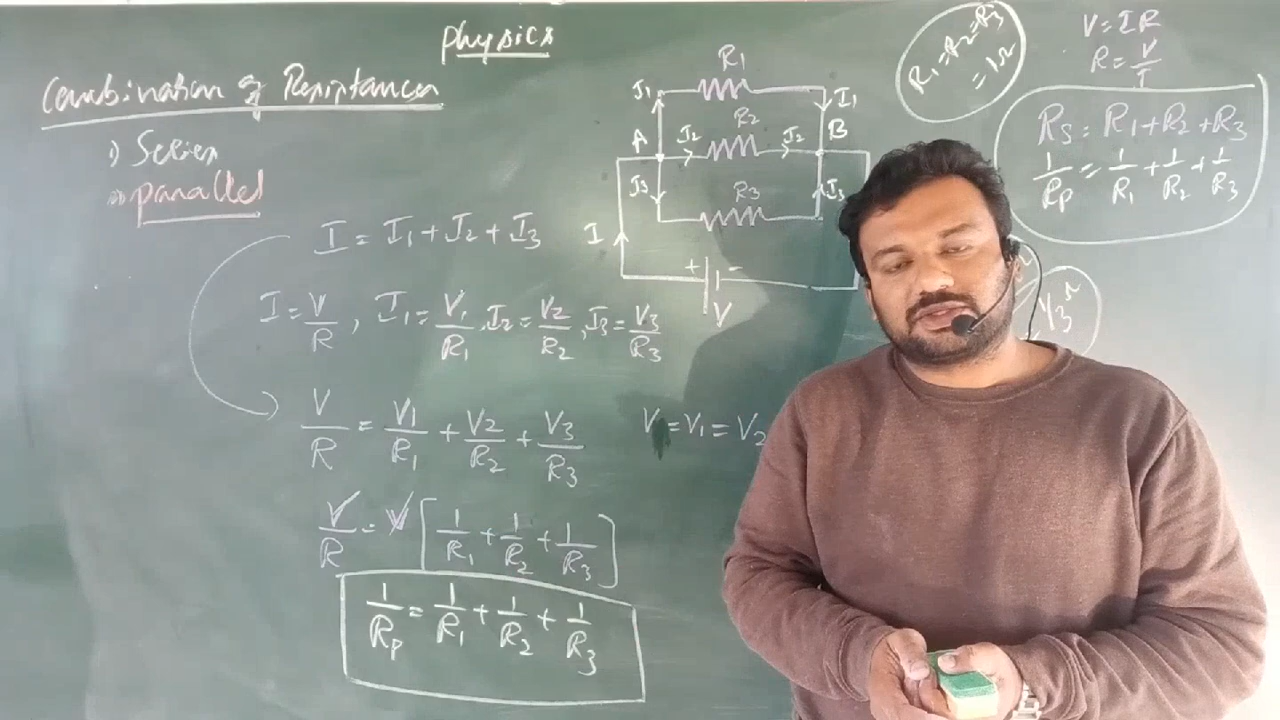 Physics
Combination of Resistances
1) Series
2) parallel
I = I1 + I2 + I3
I = V/R, I1 = V1/R1, I2 = V2/R2, I3 = V3/R3
V/R = V1/R1 + V2/R2 + V3/R3
V = V1 = V2
V/R = V [1/R1 + 1/R2 + 1/R3]
1/Rp = 1/R1 + 1/R2 + 1/R3
R1
I1 I1
R2
A I2 I2 B
R3
I3 I3
I
+ -
V
R1 = R2 = R3
= 1Ω
V = IR
R = V/I
RS = R1 + R2 + R3
1/Rp = 1/R1 + 1/R2 + 1/R3
1/3 Ω